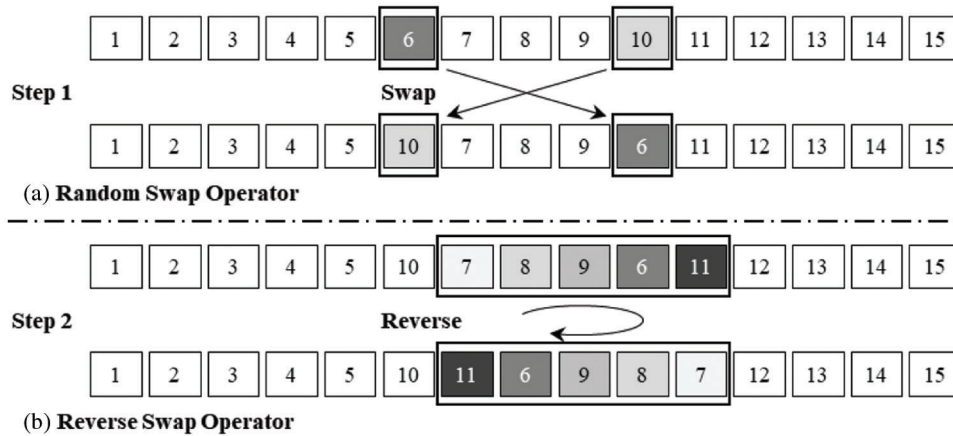 1 2 3 4 5 6 7 8 9 10 11 12 13 14 15
Step 1 Swap
1 2 3 4 5 10 7 8 9 6 11 12 13 14 15
(a) Random Swap Operator
1 2 3 4 5 10 7 8 9 6 11 12 13 14 15
Step 2 Reverse
1 2 3 4 5 10 11 6 9 8 7 12 13 14 15
(b) Reverse Swap Operator